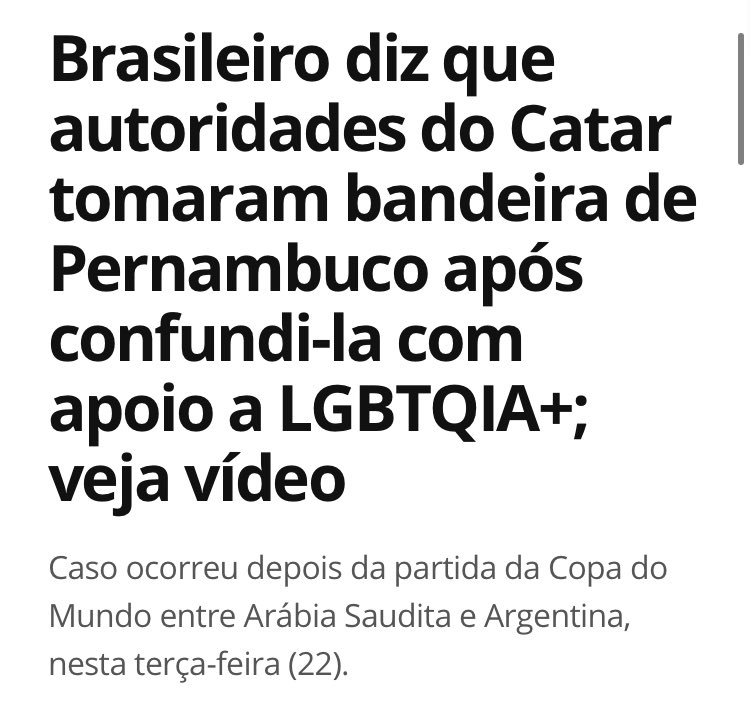 Brasileiro diz que
autoridades do Catar
tomaram bandeira de
Pernambuco após
confundi-la com
apoio a LGBTQIA+;
veja vídeo
Caso ocorreu depois da partida da Copa do
Mundo entre Arábia Saudita e Argentina,
nesta terça-feira (22).